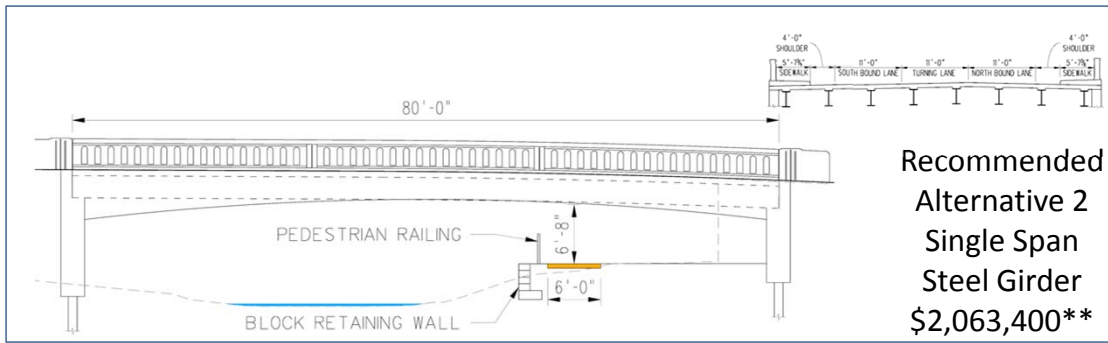 4'-0" 4'-0"
SHOULDER SHOULDER
5'-7⅝" 11'-0" 11'-0" 11'-0" 5'-7⅝"
SIDEWALK SOUTH BOUND LANE TURNING LANE NORTH BOUND LANE SIDEWALK
80'-0"
Recommended
Alternative 2
Single Span
Steel Girder
$2,063,400**
PEDESTRIAN RAILING
6'-8"
6'-0"
BLOCK RETAINING WALL